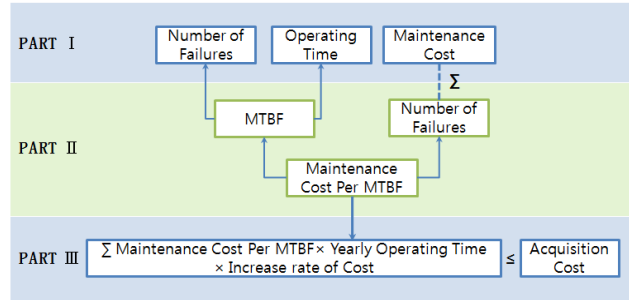 PART Ⅰ
Number of
Failures
Operating
Time
Maintenance
Cost
Σ
PART Ⅱ
MTBF
Number of
Failures
Maintenance
Cost Per MTBF
PART Ⅲ
∑ Maintenance Cost Per MTBF× Yearly Operating Time
× Increase rate of Cost
≤
Acquisition
Cost